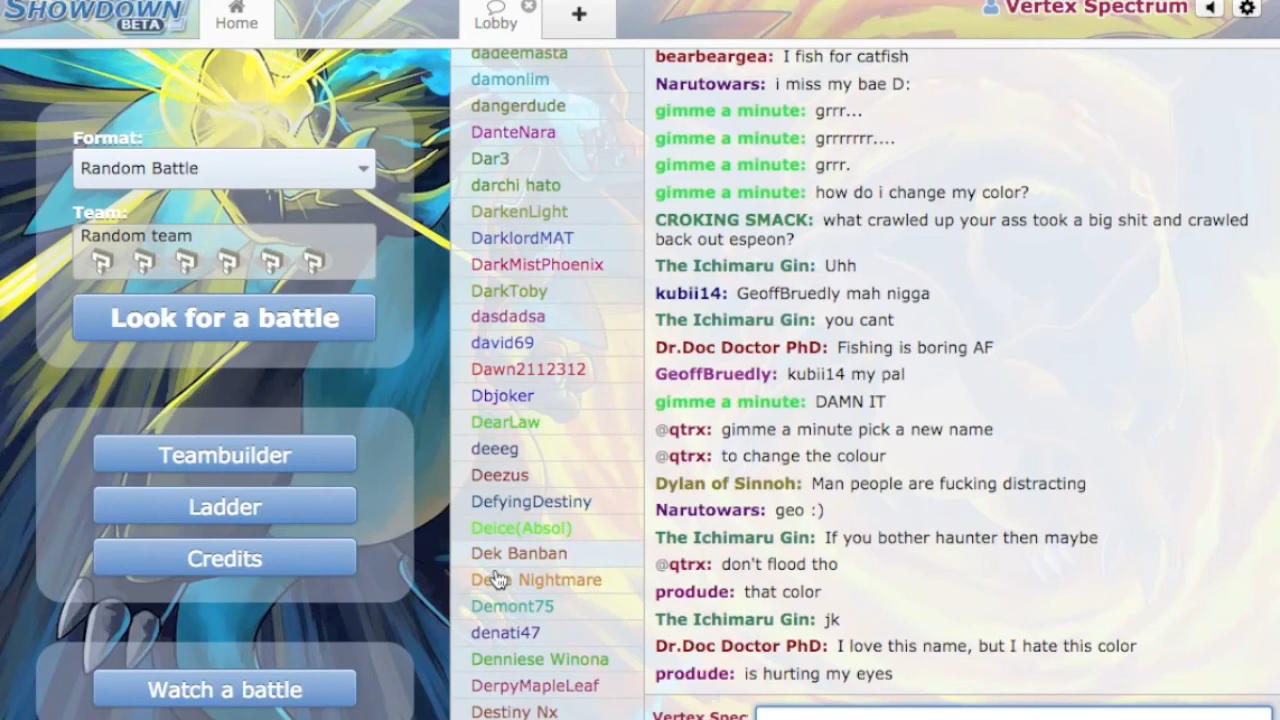 SHOWDOWN
BETA
Home
Lobby
+
Vertex Spectrum
Format:
Random Battle
Team:
Random team
Look for a battle
Teambuilder
Ladder
Credits
Watch a battle
dadeemasta
damonlim
dangerdude
DanteNara
Dar3
darchi hato
DarkenLight
DarklordMAT
DarkMistPhoenix
DarkToby
dasdadsa
david69
Dawn2112312
Dbjoker
DearLaw
deeeg
Deezus
DefyingDestiny
Deice(Absol)
Dek Banban
Nightmare
Demont75
denati47
Denniese Winona
DerpyMapleLeaf
Destiny Nx
bearbeargea: I fish for catfish
Narutowars: i miss my bae D:
gimme a minute: grrr...
gimme a minute: grrrrrrr....
gimme a minute: grrr.
gimme a minute: how do i change my color?
CROKING SMACK: what crawled up your ass took a big shit and crawled
back out espeon?
The Ichimaru Gin: Uhh
kubii14: GeoffBruedly mah nigga
The Ichimaru Gin: you cant
Dr.Doc Doctor PhD: Fishing is boring AF
GeoffBruedly: kubii14 my pal
gimme a minute: DAMN IT
@qtrx: gimme a minute pick a new name
@qtrx: to change the colour
Dylan of Sinnoh: Man people are fucking distracting
Narutowars: geo :)
The Ichimaru Gin: If you bother haunter then maybe
@qtrx: don't flood tho
produde: that color
The Ichimaru Gin: jk
Dr.Doc Doctor PhD: I love this name, but I hate this color
produde: is hurting my eyes
Vertex Spec